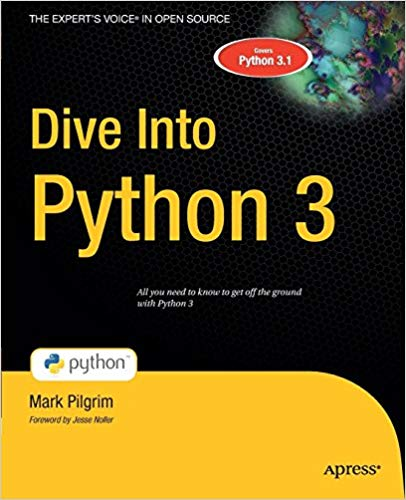 THE EXPERT'S VOICE® IN OPEN SOURCE
Covers
Python 3.1
Dive Into
Python 3
All you need to know to get off the ground
with Python 3
python™
Mark Pilgrim
Foreword by Jesse Noller
Apress®